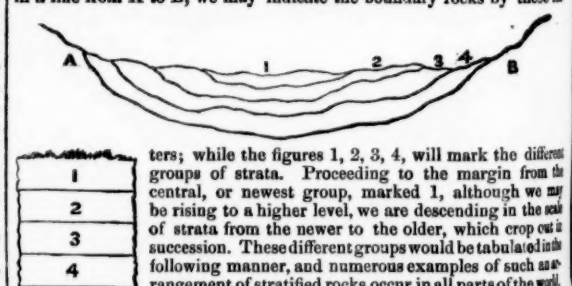 in a line from A to B, we may indicate the boundary rocks by these
A 1 2 3 4 B
ters; while the figures 1, 2, 3, 4, will mark the different
groups of strata. Proceeding to the margin from the
central, or newest group, marked 1, although we may
be rising to a higher level, we are descending in the scale
of strata from the newer to the older, which crop out in
succession. These different groups would be tabulated in the
following manner, and numerous examples of such an ar-
rangement of stratified rocks occur in all parts of the world.
1
2
3
4